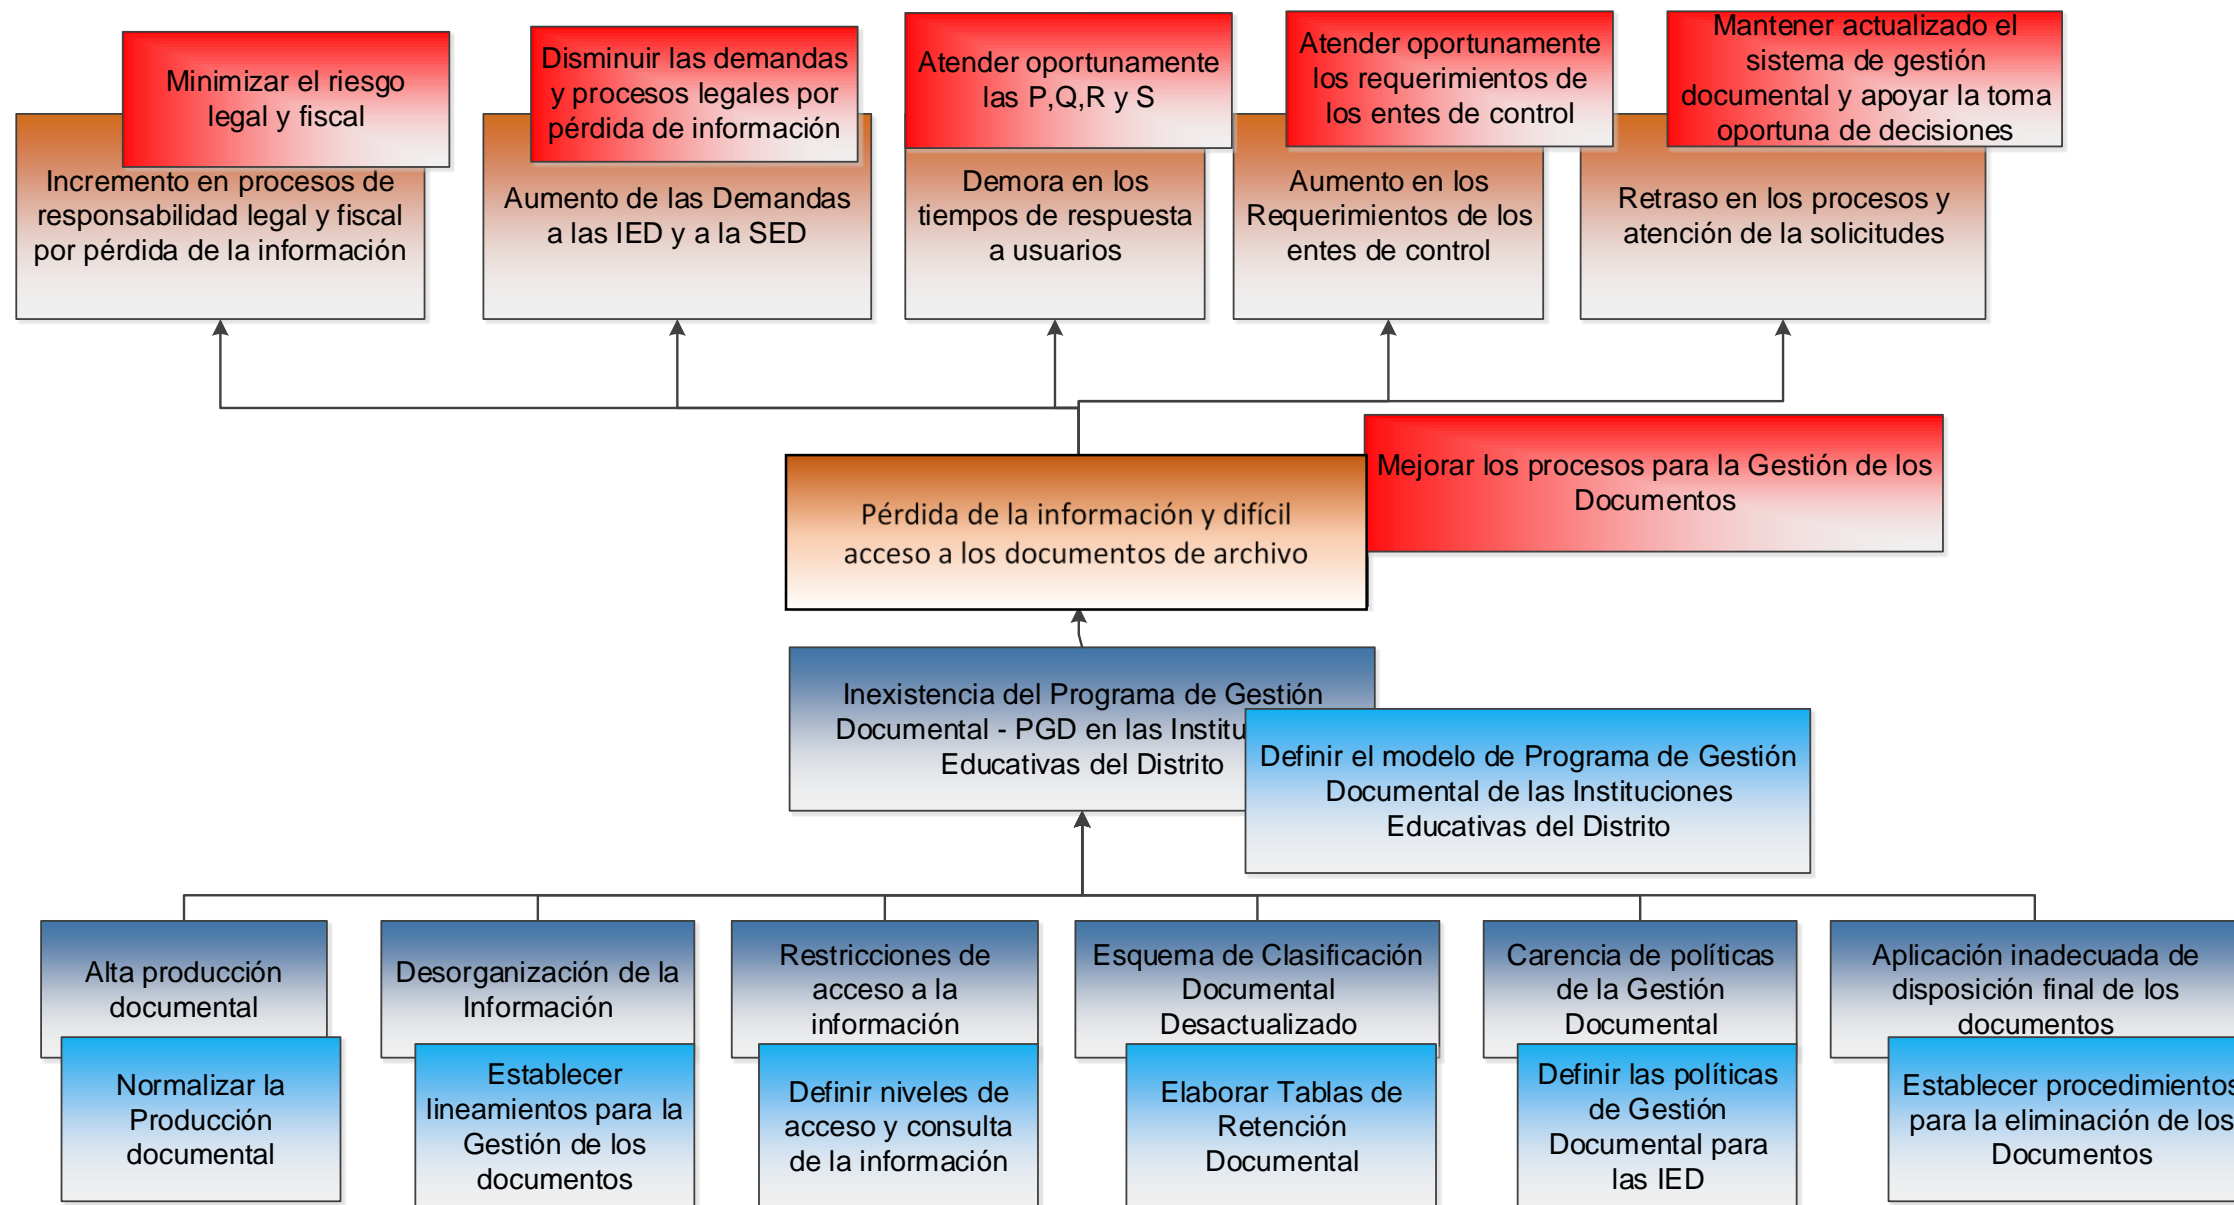 Minimizar el riesgo
legal y fiscal
Incremento en procesos de
responsabilidad legal y fiscal
por pérdida de la información
Disminuir las demandas
y procesos legales por
pérdida de información
Aumento de las Demandas
a las IED y a la SED
Atender oportunamente
las P,Q,R y S
Demora en los
tiempos de respuesta
a usuarios
Atender oportunamente
los requerimientos de
los entes de control
Aumento en los
Requerimientos de los
entes de control
Mantener actualizado el
sistema de gestión
documental y apoyar la toma
oportuna de decisiones
Retraso en los procesos y
atención de la solicitudes
Mejorar los procesos para la Gestión de los
Documentos
Pérdida de la información y difícil
acceso a los documentos de archivo
Inexistencia del Programa de Gestión
Documental - PGD en las Institu
Educativas del Distrito
Definir el modelo de Programa de Gestión
Documental de las Instituciones
Educativas del Distrito
Alta producción
documental
Normalizar la
Producción
documental
Desorganización de la
Información
Establecer
lineamientos para la
Gestión de los
documentos
Restricciones de
acceso a la
información
Definir niveles de
acceso y consulta
de la información
Esquema de Clasificación
Documental
Desactualizado
Elaborar Tablas de
Retención
Documental
Carencia de políticas
de la Gestión
Documental
Definir las políticas
de Gestión
Documental para
las IED
Aplicación inadecuada de
disposición final de los
documentos
Establecer procedimientos
para la eliminación de los
Documentos